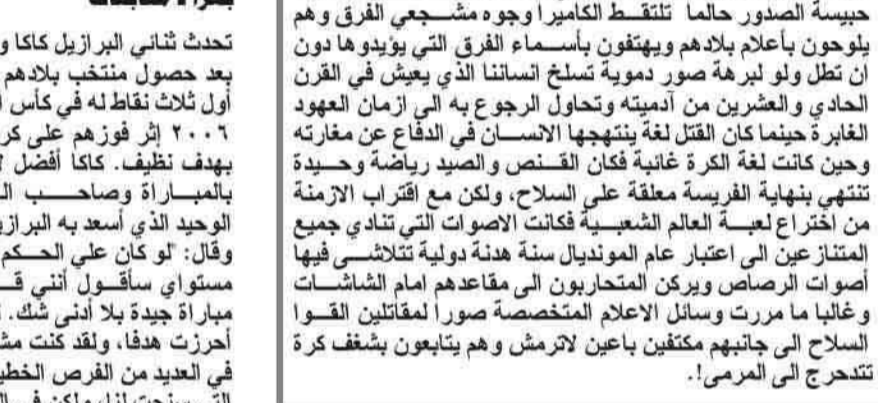 حبيسة الصدور حالما تلتقط الكاميرا وجوه مشجعي الفرق وهم
يلوحون بأعلام بلادهم ويهتفون بأسماء الفرق التي يؤيدوها دون
ان تطل ولو لبرهة صور دموية تسلخ انساننا الذي يعيش في القرن
الحادي والعشرين من آدميته وتحاول الرجوع به الى ازمان العهود
الغابرة حينما كان القتل لغة ينتهجها الانسان في الدفاع عن مغارته
وحين كانت لغة الكرة غائبة فكان القنص والصيد رياضة وحيدة
تنتهي بنهاية الفريسة معلقة على السلاح، ولكن مع اقتراب الازمنة
من اختراع لعبة العالم الشعبية فكانت الاصوات التي تنادي جميع
المتنازعين الى اعتبار عام المونديال سنة هدنة دولية تتلاشى فيها
أصوات الرصاص ويركن المتحاربون الى مقاعدهم امام الشاشات
وغالبا ما مررت وسائل الاعلام المتخصصة صورا لمقاتلين القوا
السلاح الى جانبهم مكتفين باعين لاترمش وهم يتابعون بشغف كرة
تتدحرج الى المرمى!.
تحدث ثنائي البرازيل كاكا و
بعد حصول منتخب بلادهم
أول ثلاث نقاط له في كأس
٢٠٠٦ إثر فوزهم على كر
بهدف نظيف. كاكا أفضل
بالمباراة وصاحب
الوحيد الذي أسعد به البراز
وقال: "لو كان علي الحكم
مستواي سأقول أنني
مباراة جيدة بلا أدنى شك.
أحرزت هدفا، ولقد كنت
في العديد من الفرص
التي سنحت لنا، ولكن في